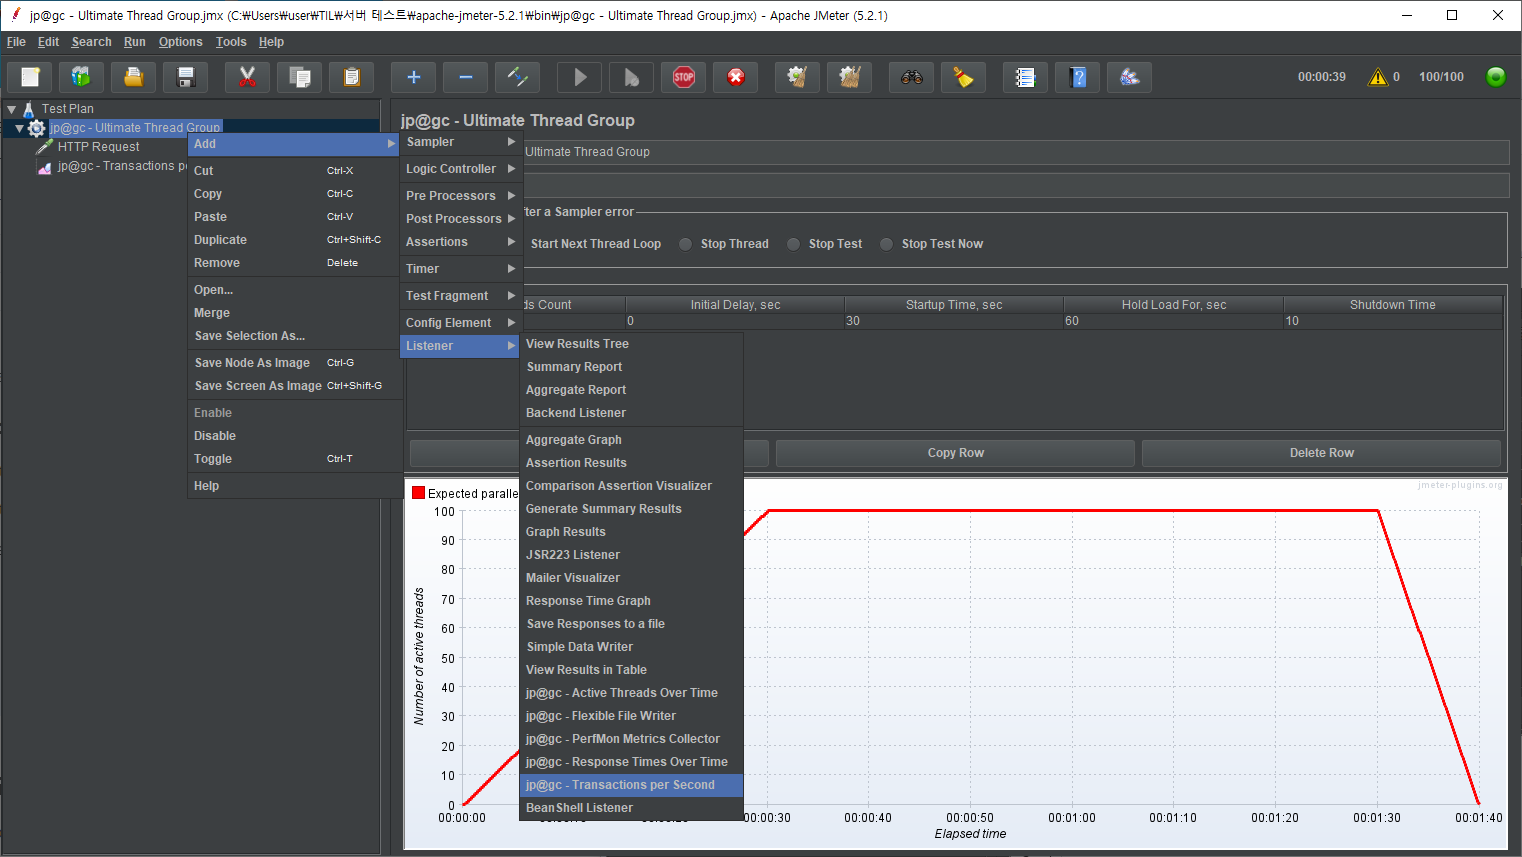 jp@gc - Ultimate Thread Group.jmx (C:₩Users₩user₩TIL₩서버 테스트₩apache-jmeter-5.2.1₩bin₩jp@gc - Ultimate Thread Group.jmx) - Apache JMeter (5.2.1)
File Edit Search Run Options Tools Help
STOP 00:00:39 0 100/100
Test Plan
jp@gc - Ultimate Thread Group
HTTP Request
jp@gc - Transactions pe
Add
Cut Ctrl-X
Copy Ctrl-C
Paste Ctrl-V
Duplicate Ctrl+Shift-C
Remove Delete
Open...
Merge
Save Selection As...
Save Node As Image Ctrl-G
Save Screen As Image Ctrl+Shift-G
Enable
Disable
Toggle Ctrl-T
Help
Sampler
Logic Controller
Pre Processors
Post Processors
Assertions
Timer
Test Fragment
Config Element
Listener
View Results Tree
Summary Report
Aggregate Report
Backend Listener
Aggregate Graph
Assertion Results
Comparison Assertion Visualizer
Generate Summary Results
Graph Results
JSR223 Listener
Mailer Visualizer
Response Time Graph
Save Responses to a file
Simple Data Writer
View Results in Table
jp@gc - Active Threads Over Time
jp@gc - Flexible File Writer
jp@gc - PerfMon Metrics Collector
jp@gc - Response Times Over Time
jp@gc - Transactions per Second
BeanShell Listener
jp@gc - Ultimate Thread Group
Ultimate Thread Group
ter a Sampler error
Start Next Thread Loop Stop Thread Stop Test Stop Test Now
ds Count Initial Delay, sec Startup Time, sec Hold Load For, sec Shutdown Time
0 30 60 10
Copy Row Delete Row
Expected paralle
jmeter-plugins.org
100
90
80
70
60
50
40
30
20
10
0
Number of active threads
00:00:00 00:00:30 00:00:40 00:00:50 00:01:00 00:01:10 00:01:20 00:01:30 00:01:40
Elapsed time